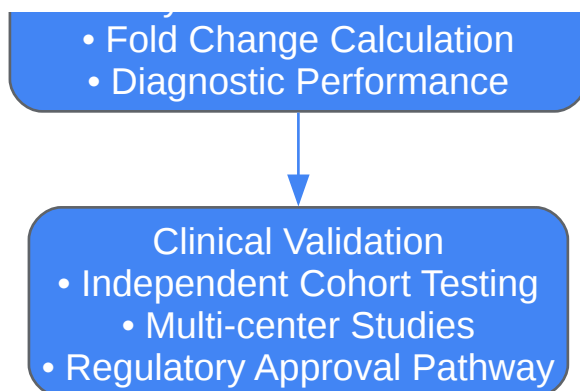 • Fold Change Calculation
• Diagnostic Performance
Clinical Validation
• Independent Cohort Testing
• Multi-center Studies
• Regulatory Approval Pathway